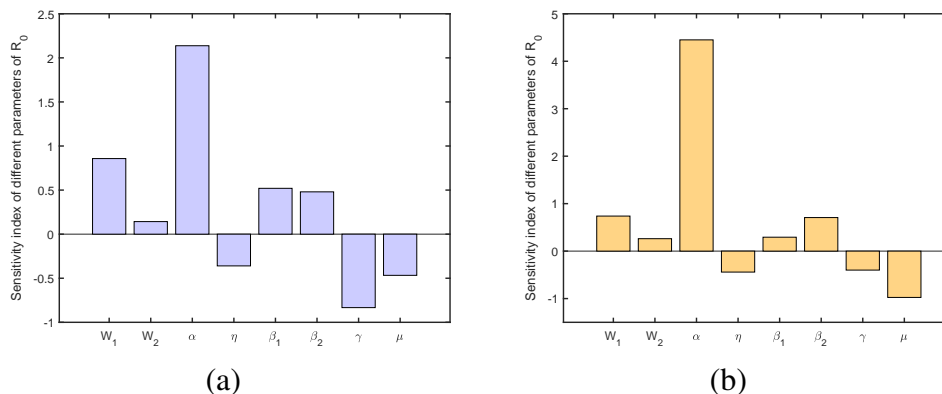 Sensitivity index of different parameters of R0
2.5
2
1.5
1
0.5
0
-0.5
-1
W1 W2 α η β1 β2 γ μ
(a)
Sensitivity index of different parameters of R0
5
4
3
2
1
0
-1
W1 W2 α η β1 β2 γ μ
(b)